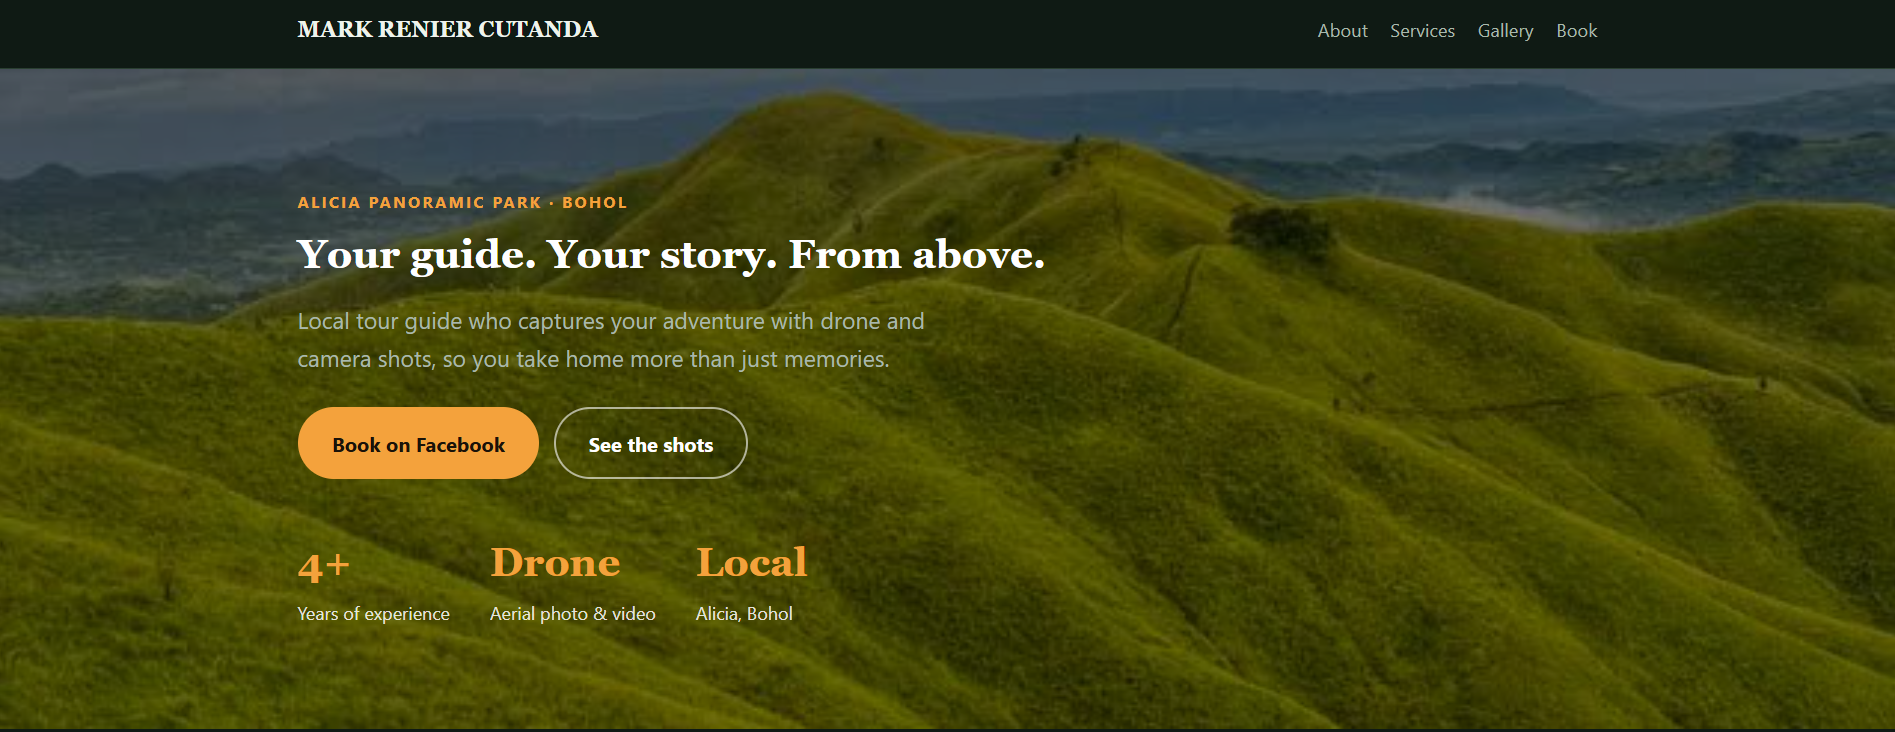 MARK RENIER CUTANDA
About Services Gallery Book
ALICIA PANORAMIC PARK · BOHOL
Your guide. Your story. From above.
Local tour guide who captures your adventure with drone and
camera shots, so you take home more than just memories.
Book on Facebook
See the shots
4+
Years of experience
Drone
Aerial photo & video
Local
Alicia, Bohol